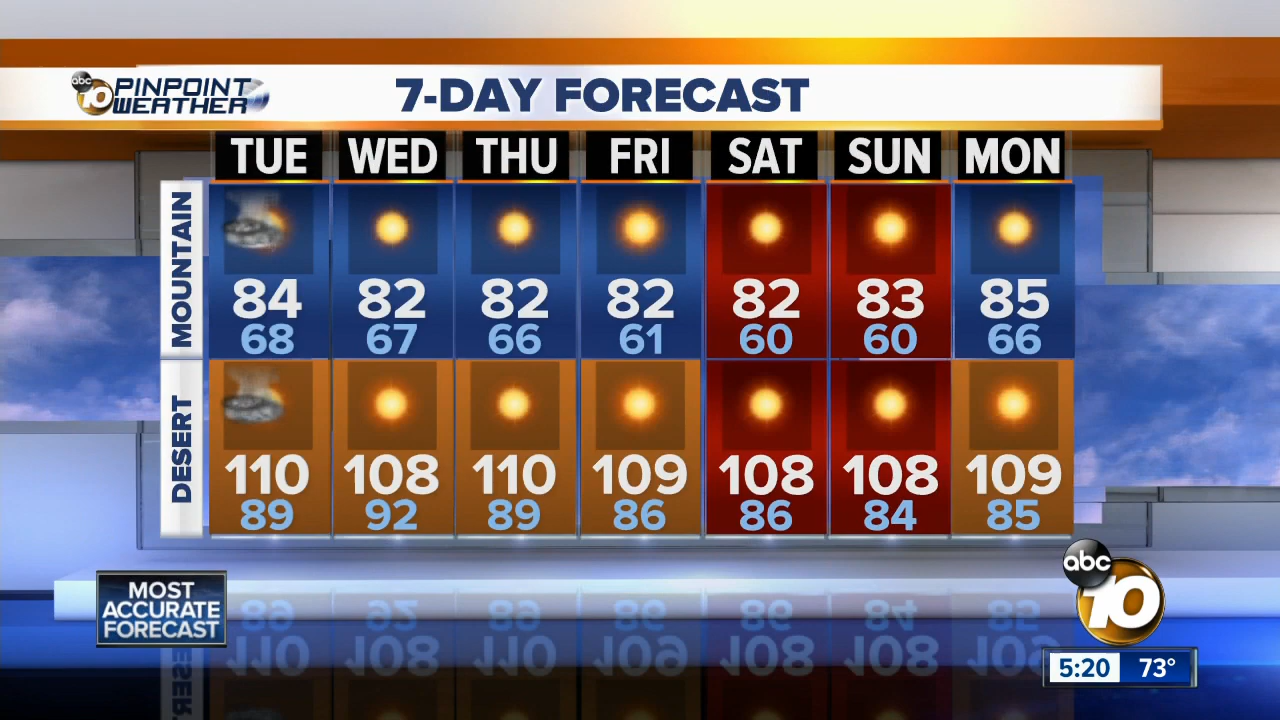 abc 10 PINPOINT WEATHER
7-DAY FORECAST
TUE WED THU FRI SAT SUN MON
MOUNTAIN
84 82 82 82 82 83 85
68 67 66 61 60 60 66
DESERT
110 108 110 109 108 108 109
89 92 89 86 86 84 85
MOST
ACCURATE
FORECAST
abc
10
5:20 73°